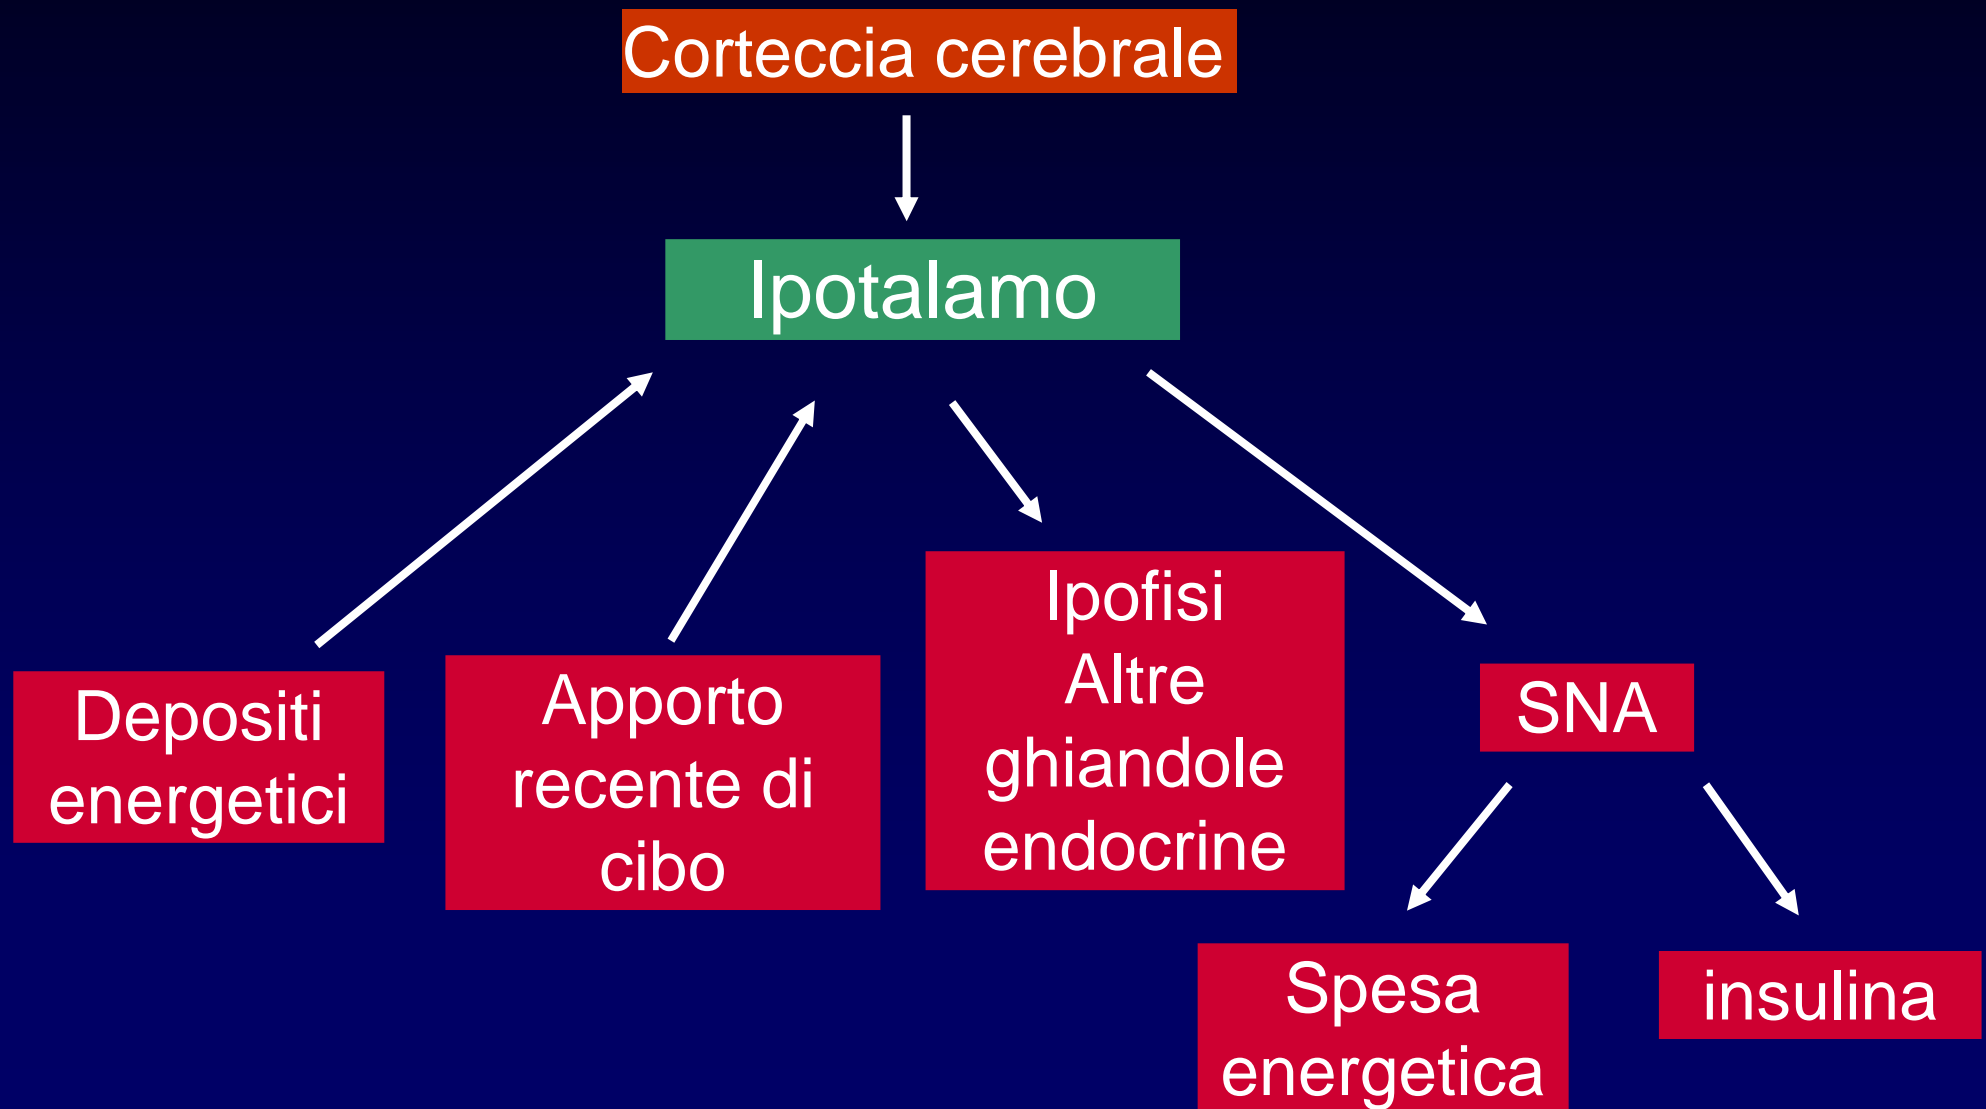 Corteccia cerebrale
Ipotalamo
Depositi
energetici
Apporto
recente di
cibo
Ipofisi
Altre
ghiandole
endocrine
SNA
Spesa
energetica
insulina